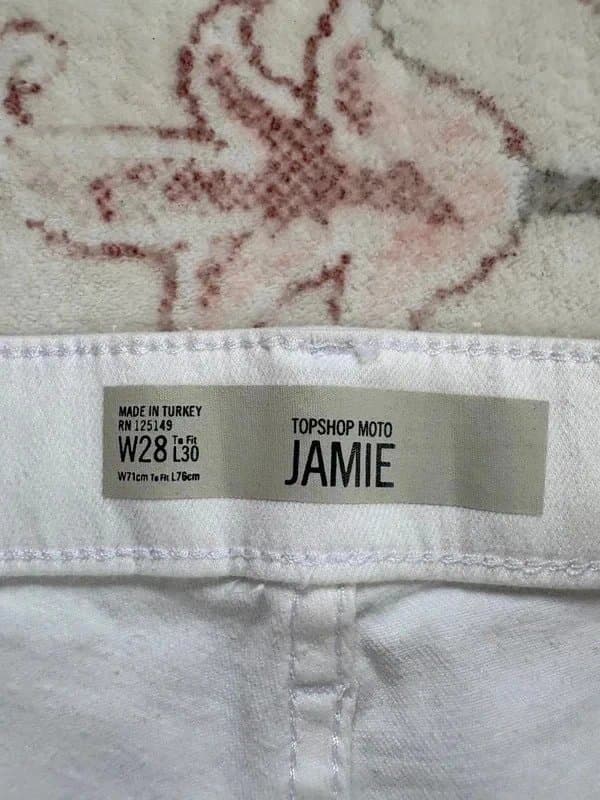 MADE IN TURKEY
RN 125149
W28 To Fit L30
W71cm To Fit L76cm
TOPSHOP MOTO
JAMIE